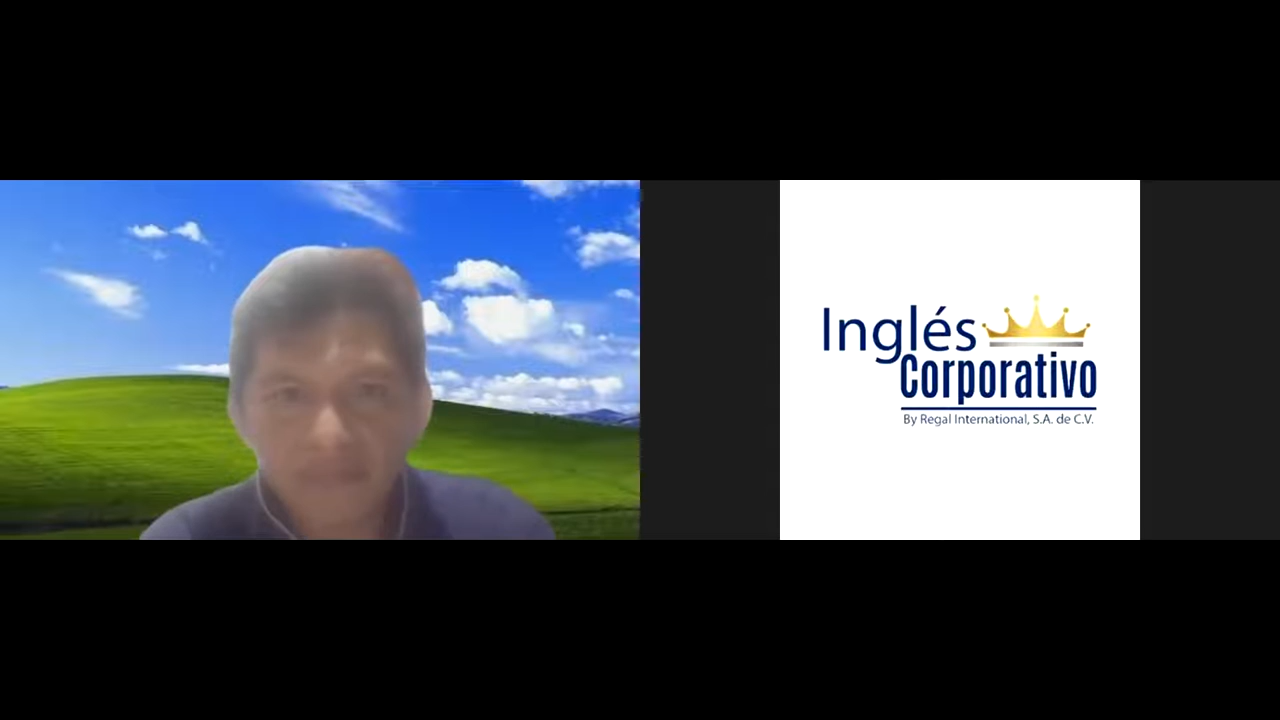 Inglés
Corporativo
By Regal International, S.A. de C.V.